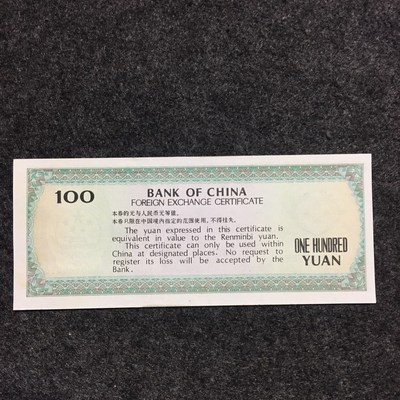 100
BANK OF CHINA
FOREIGN EXCHANGE CERTIFICATE
本券的元与人民币元等值。
本券只限在中国境内指定的范围使用,不得挂失。
The yuan expressed in this certificate is
equivalent in value to the Renminbi yuan.
This certificate can only be used within
China at designated places. No request to
register its loss will be accepted by the
Bank.
ONE HUNDRED
YUAN